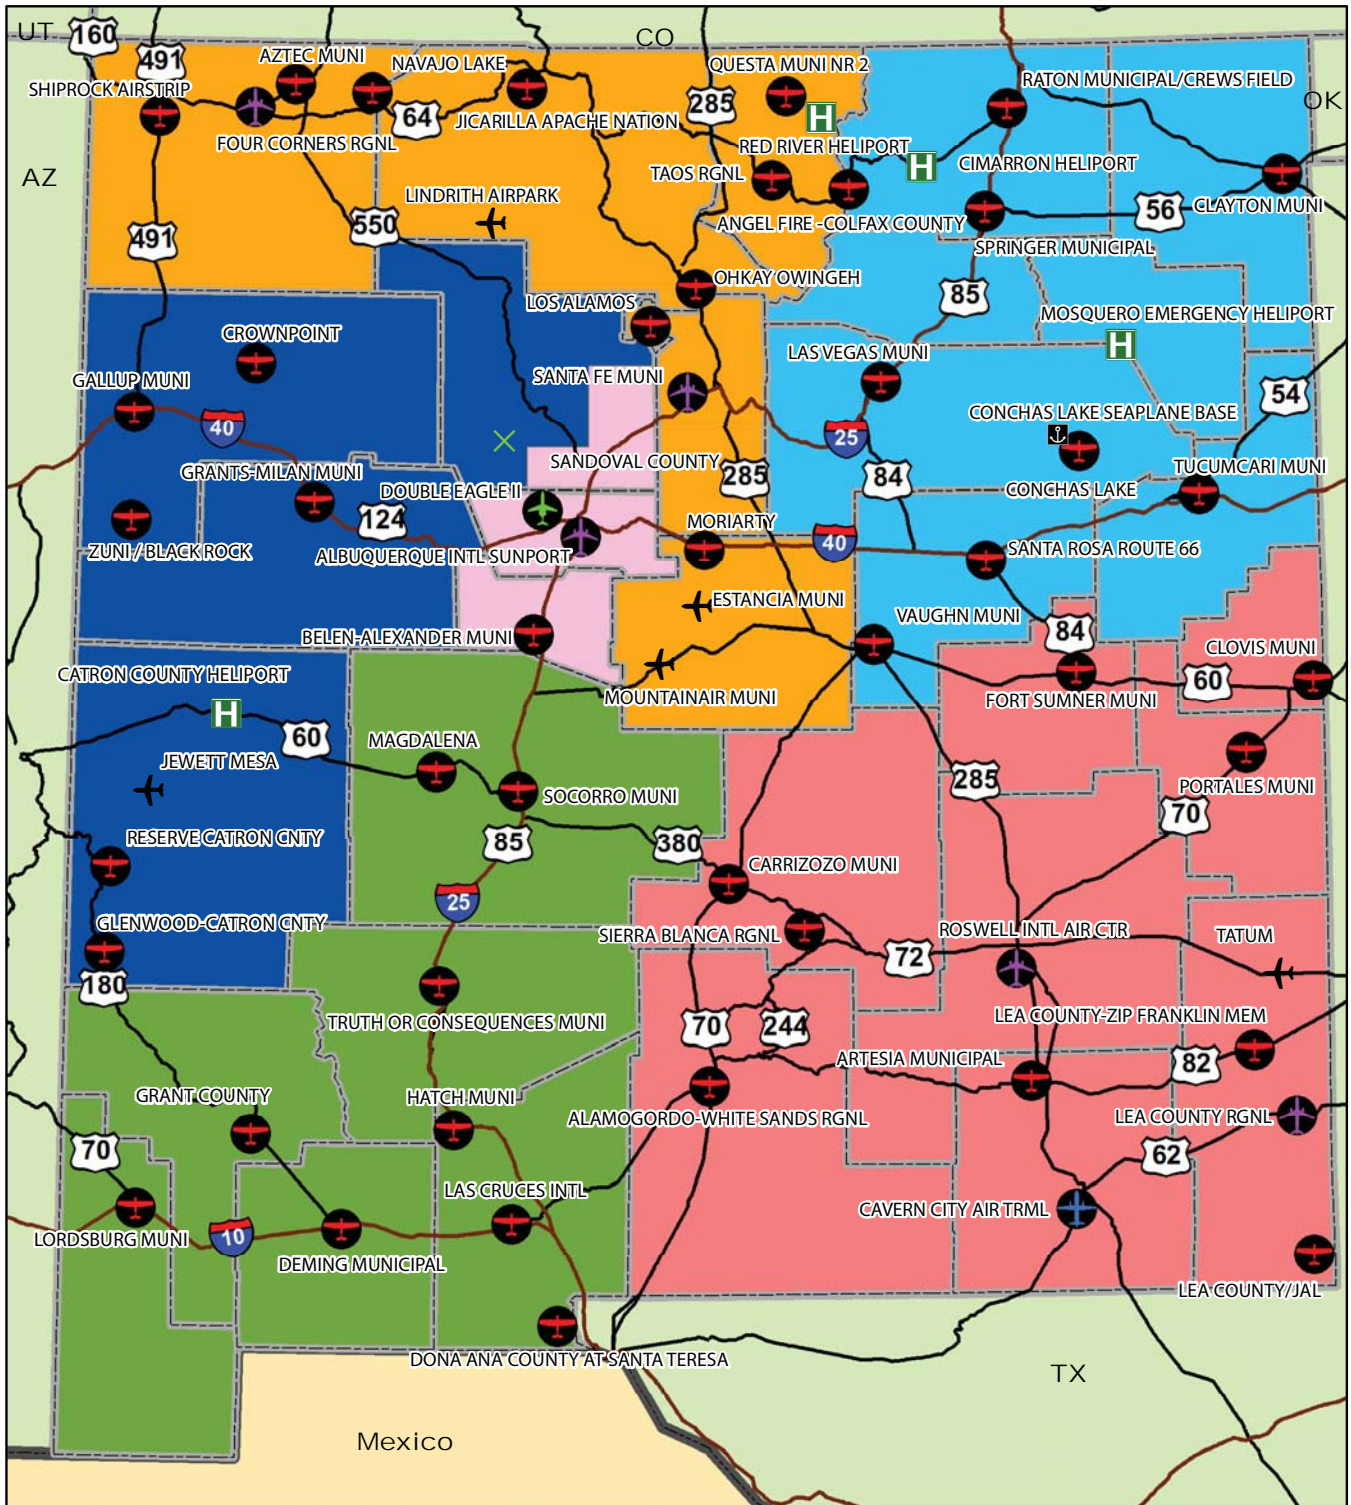 UT
160
CO
491
AZTEC MUNI
NAVAJO LAKE
QUESTA MUNI NR 2
SHIPROCK AIRSTRIP
RATON MUNICIPAL/CREWS FIELD
OK
285
64
JICARILLA APACHE NATION
H
FOUR CORNERS RGNL
RED RIVER HELIPORT
H
CIMARRON HELIPORT
AZ
TAOS RGNL
LINDRITH AIRPARK
56
CLAYTON MUNI
550
ANGEL FIRE -COLFAX COUNTY
491
SPRINGER MUNICIPAL
OHKAY OWINGEH
85
LOS ALAMOS
MOSQUERO EMERGENCY HELIPORT
CROWNPOINT
H
LAS VEGAS MUNI
GALLUP MUNI
SANTA FE MUNI
54
40
25
CONCHAS LAKE SEAPLANE BASE
SANDOVAL COUNTY
TUCUMCARI MUNI
GRANTS-MILAN MUNI
285
84
DOUBLE EAGLE II
CONCHAS LAKE
124
MORIARTY
40
ZUNI / BLACK ROCK
ALBUQUERQUE INTL SUNPORT
SANTA ROSA ROUTE 66
ESTANCIA MUNI
VAUGHN MUNI
BELEN-ALEXANDER MUNI
84
CLOVIS MUNI
CATRON COUNTY HELIPORT
60
MOUNTAINAIR MUNI
FORT SUMNER MUNI
H
60
MAGDALENA
JEWETT MESA
285
PORTALES MUNI
SOCORRO MUNI
70
RESERVE CATRON CNTY
85
380
CARRIZOZO MUNI
25
GLENWOOD-CATRON CNTY
SIERRA BLANCA RGNL
ROSWELL INTL AIR CTR
TATUM
72
180
LEA COUNTY-ZIP FRANKLIN MEM
TRUTH OR CONSEQUENCES MUNI
70
244
ARTESIA MUNICIPAL
82
GRANT COUNTY
HATCH MUNI
ALAMOGORDO-WHITE SANDS RGNL
LEA COUNTY RGNL
70
62
LAS CRUCES INTL
CAVERN CITY AIR TRML
LORDSBURG MUNI
10
DEMING MUNICIPAL
LEA COUNTY/JAL
DONA ANA COUNTY AT SANTA TERESA
TX
Mexico